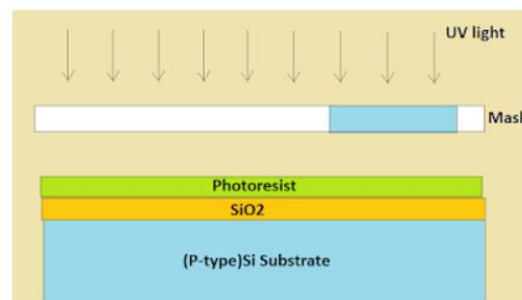 UV light
Mask
Photoresist
SiO2
(P-type)Si Substrate